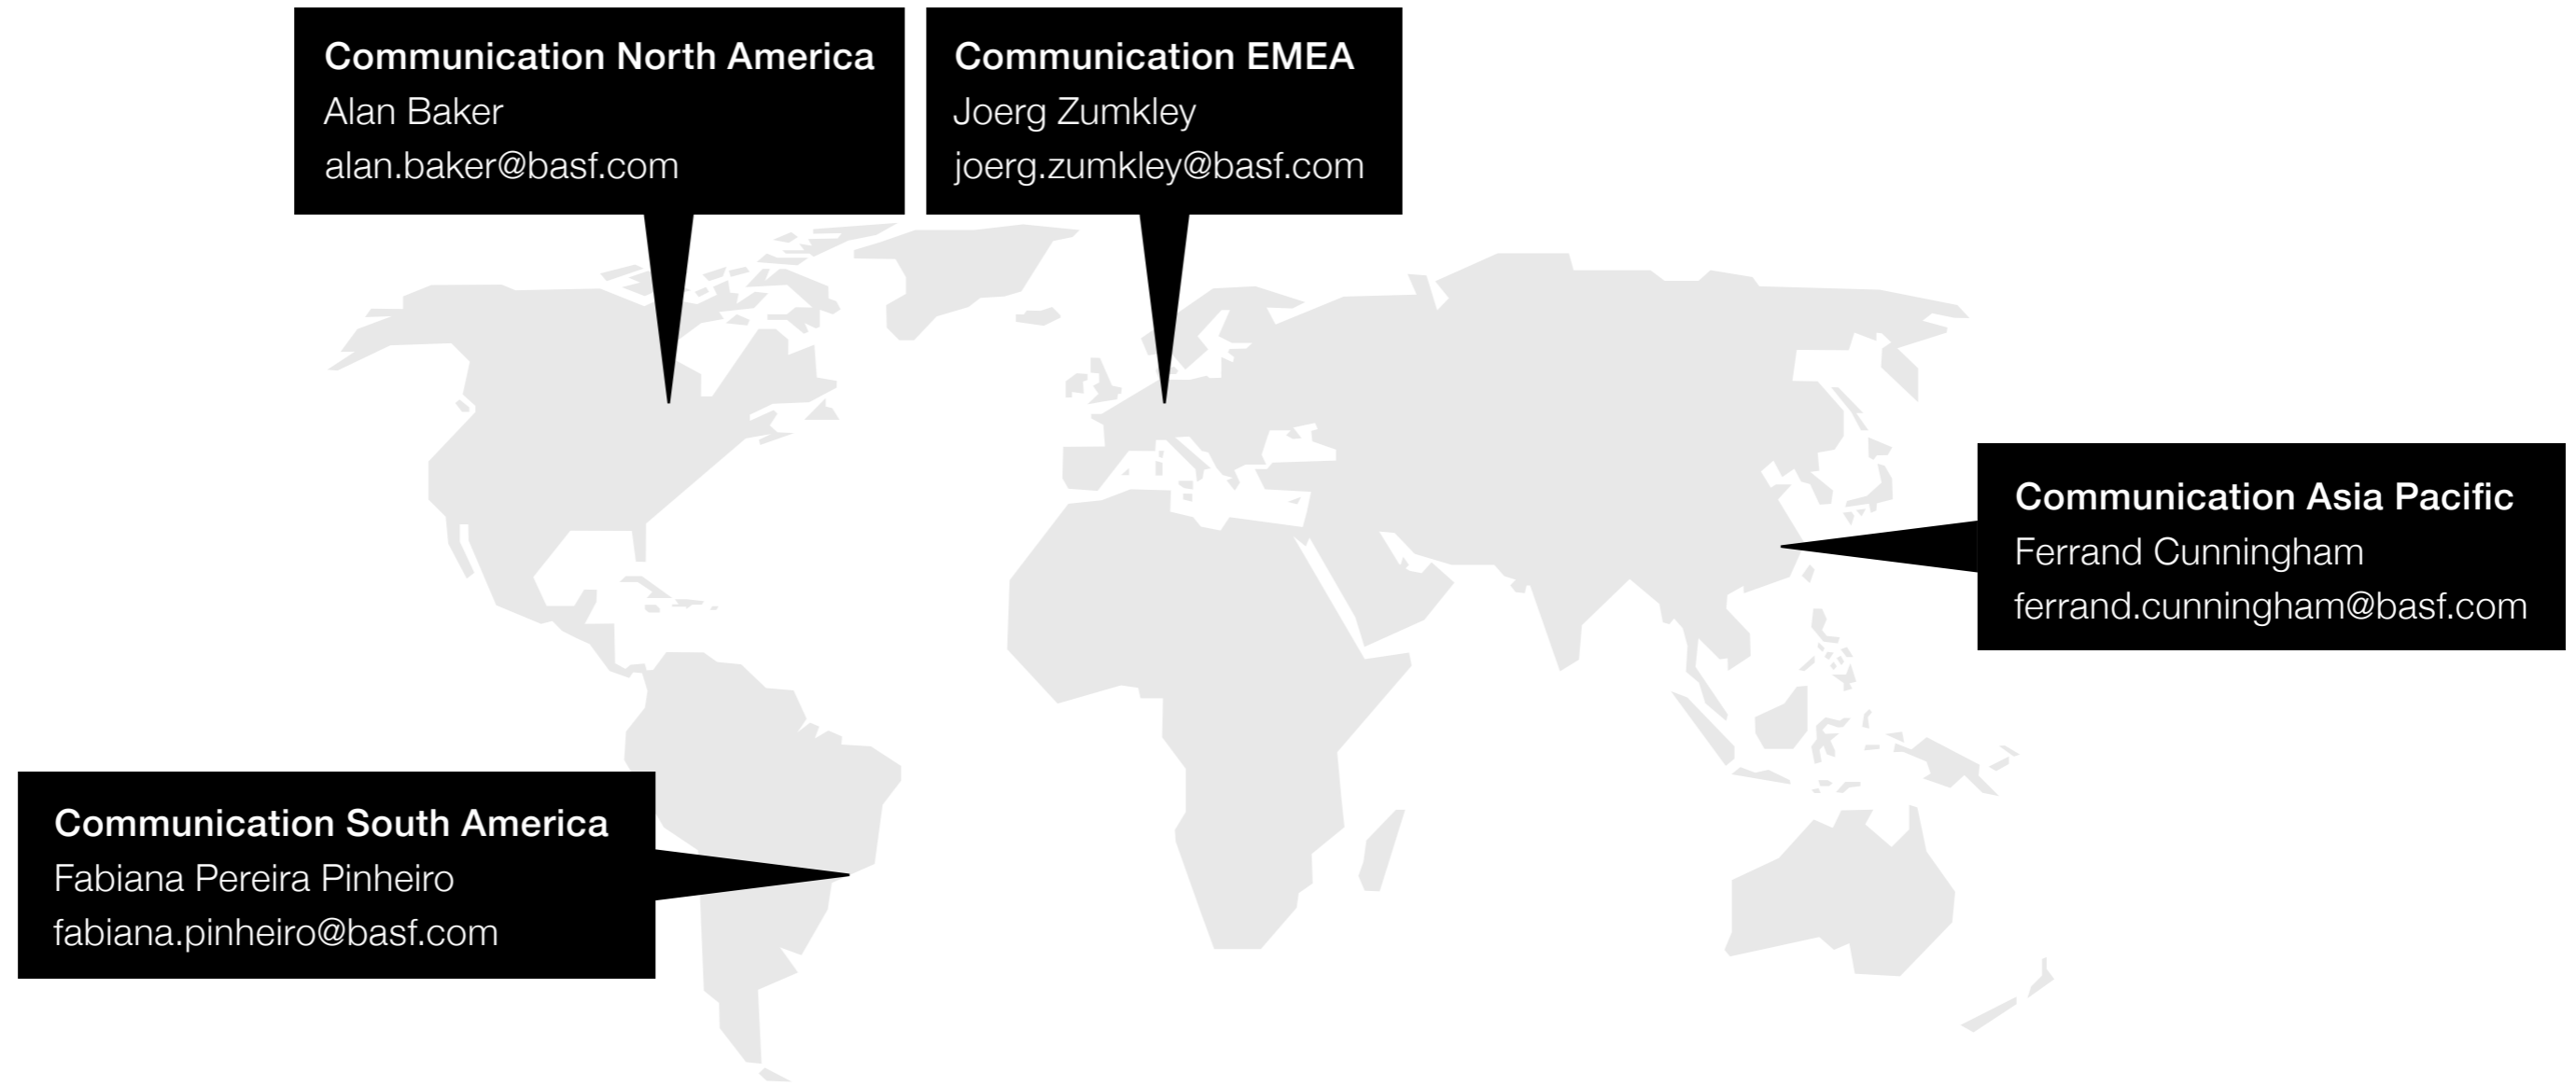 Communication North America
Alan Baker
alan.baker@basf.com
Communication EMEA
Joerg Zumkley
joerg.zumkley@basf.com
Communication Asia Pacific
Ferrand Cunningham
ferrand.cunningham@basf.com
Communication South America
Fabiana Pereira Pinheiro
fabiana.pinheiro@basf.com